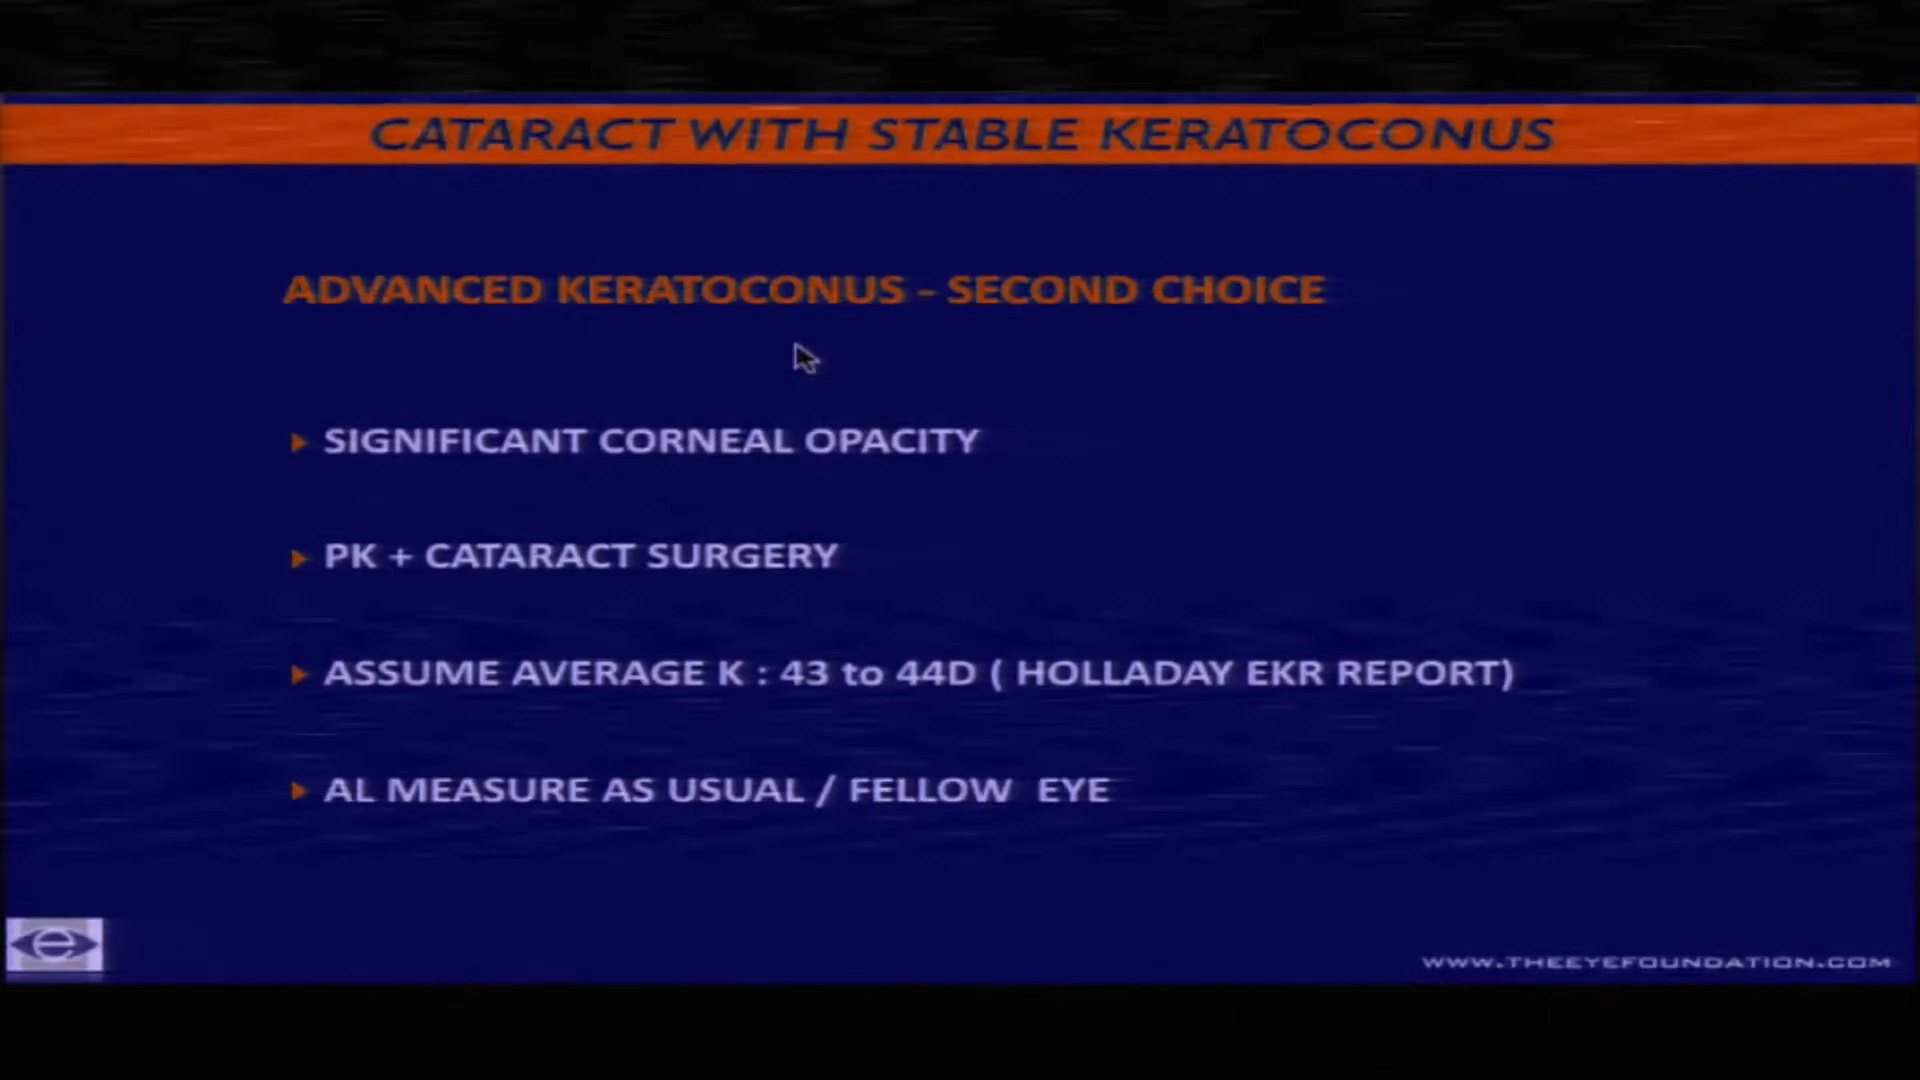 CATARACT WITH STABLE KERATOCONUS
ADVANCED KERATOCONUS - SECOND CHOICE
SIGNIFICANT CORNEAL OPACITY
PK + CATARACT SURGERY
ASSUME AVERAGE K : 43 to 44D ( HOLLADAY EKR REPORT)
AL MEASURE AS USUAL / FELLOW EYE
e
WWW.THEEYEFOUNDATION.COM